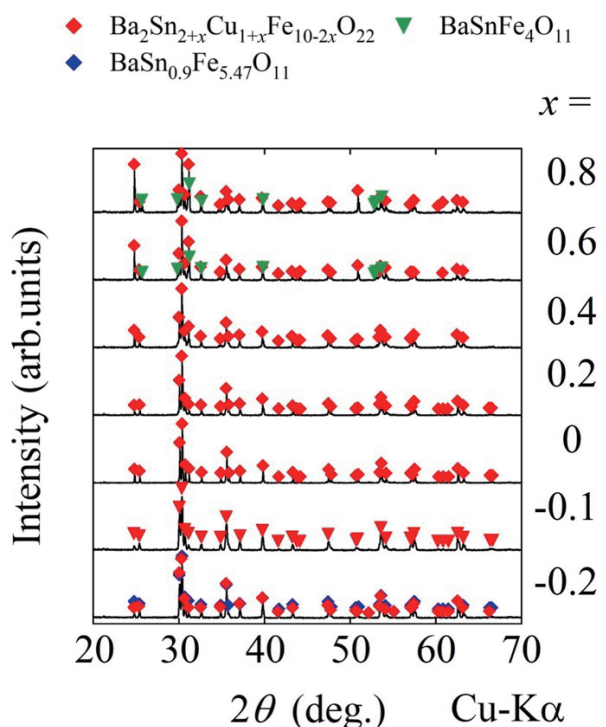 Ba₂Sn₂₊ₓCu₁₊ₓFe₁₀₋₂ₓO₂₂ BaSnFe₄O₁₁
BaSn₀.₉Fe₅.₄₇O₁₁
x =
0.8
0.6
0.4
0.2
0
-0.1
-0.2
Intensity (arb.units)
20 30 40 50 60 70
2θ (deg.) Cu-Kα